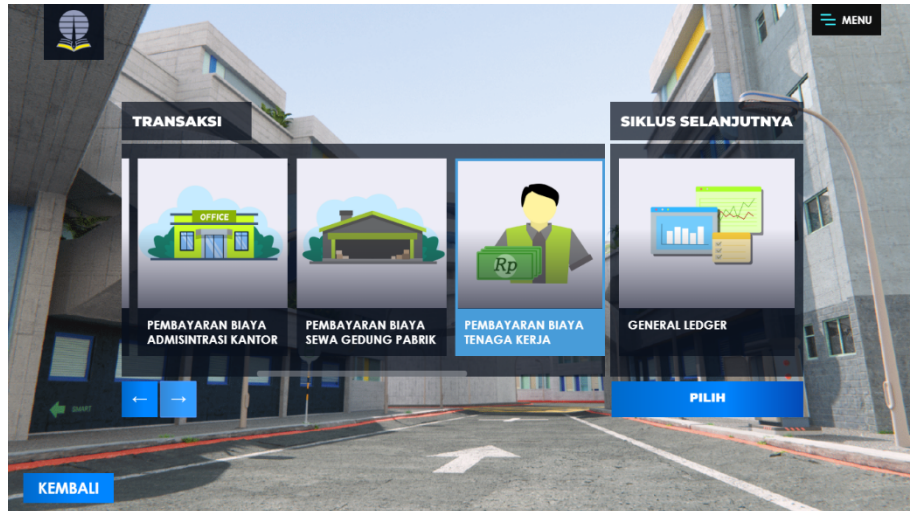 MENU
TRANSAKSI
SIKLUS SELANJUTNYA
OFFICE
Rp
PEMBAYARAN BIAYA
ADMISINTRASI KANTOR
PEMBAYARAN BIAYA
SEWA GEDUNG PABRIK
PEMBAYARAN BIAYA
TENAGA KERJA
GENERAL LEDGER
← →
PILIH
KEMBALI